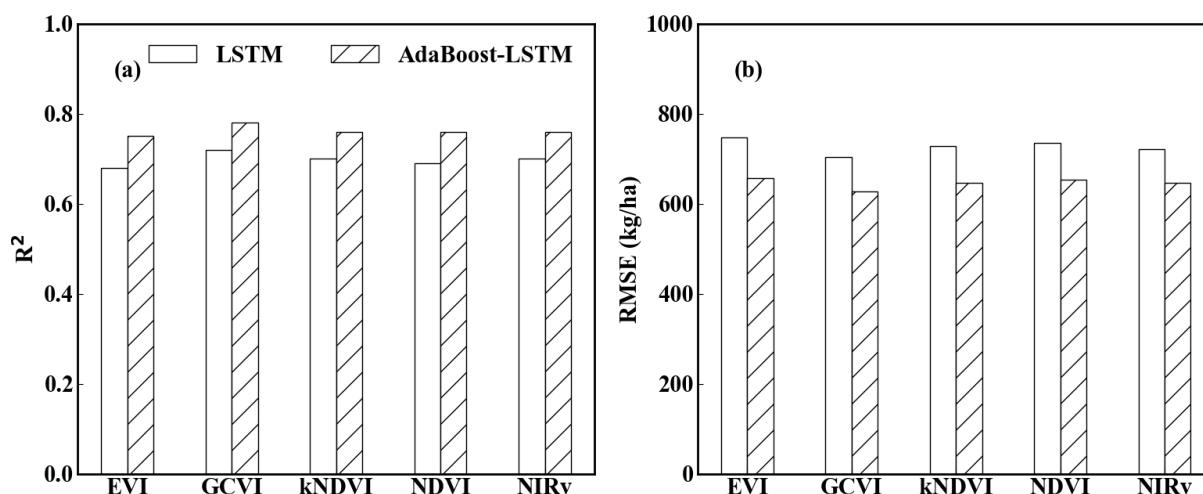 1.0
0.8
0.6
0.4
0.2
0.0
R²
(a)
LSTM
AdaBoost-LSTM
EVI
GCVI
kNDVI
NDVI
NIRv
1000
800
600
400
200
0
RMSE (kg/ha)
(b)
EVI
GCVI
kNDVI
NDVI
NIRv